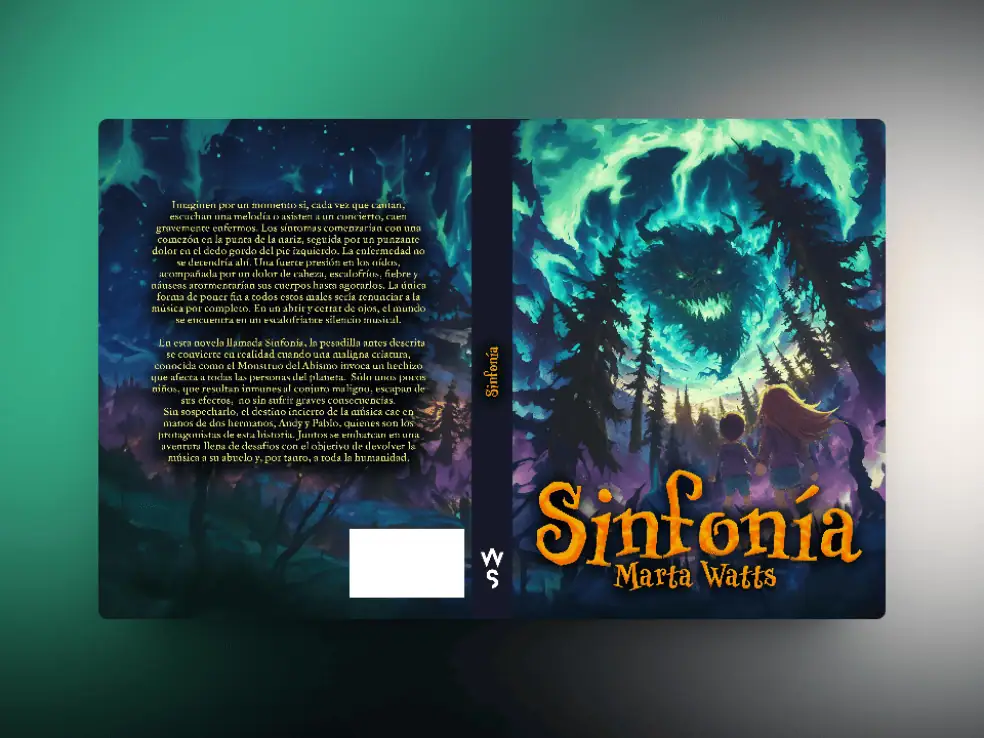 Imaginen por un momento si, cada vez que cantan,
escuchan una melodía o asisten a un concierto, caen
gravemente enfermos. Los síntomas comenzarían con una
comezón en la punta de la nariz, seguida por un punzante
dolor en el dedo gordo del pie izquierdo. La enfermedad no
se detendría ahí. Una fuerte presión en los oídos,
acompañada por un dolor de cabeza, escalofríos, fiebre y
náuseas atormentarían sus cuerpos hasta agotarlos. La única
forma de poner fin a todos estos males sería renunciar a la
música por completo. En un abrir y cerrar de ojos, el mundo
se encuentra en un escalofriante silencio musical.
En esta novela llamada Sinfonía, la pesadilla antes descrita
se convierte en realidad cuando una maligna criatura,
conocida como el Monstruo del Abismo invoca un hechizo
que afecta a todas las personas del planeta. Sólo unos pocos
niños, que resultan inmunes al conjuro maligno, escapan de
sus efectos, no sin sufrir graves consecuencias.
Sin sospecharlo, el destino incierto de la música cae en
manos de dos hermanos, Andy y Pablo, quienes son los
protagonistas de esta historia. Juntos se embarcan en una
aventura llena de desafíos con el objetivo de devolver la
música a su abuelo y, por tanto, a toda la humanidad.
Sinfonía
WS
Sinfonía
Marta Watts